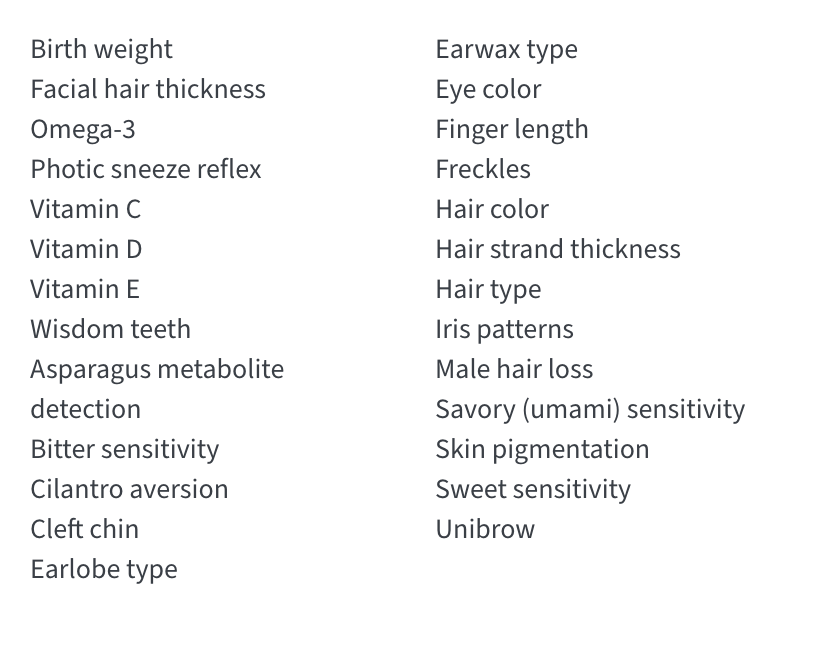 Birth weight
Facial hair thickness
Omega-3
Photic sneeze reflex
Vitamin C
Vitamin D
Vitamin E
Wisdom teeth
Asparagus metabolite
detection
Bitter sensitivity
Cilantro aversion
Cleft chin
Earlobe type
Earwax type
Eye color
Finger length
Freckles
Hair color
Hair strand thickness
Hair type
Iris patterns
Male hair loss
Savory (umami) sensitivity
Skin pigmentation
Sweet sensitivity
Unibrow